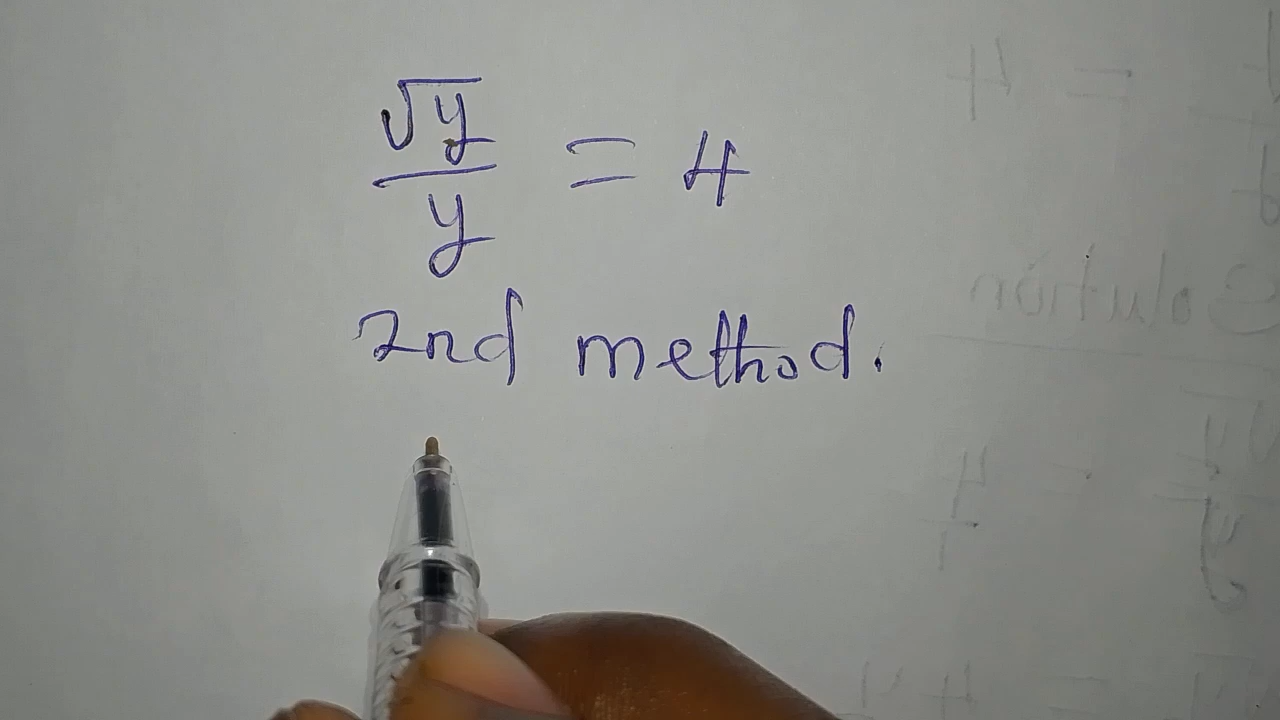 √y/y = 4
2nd method.